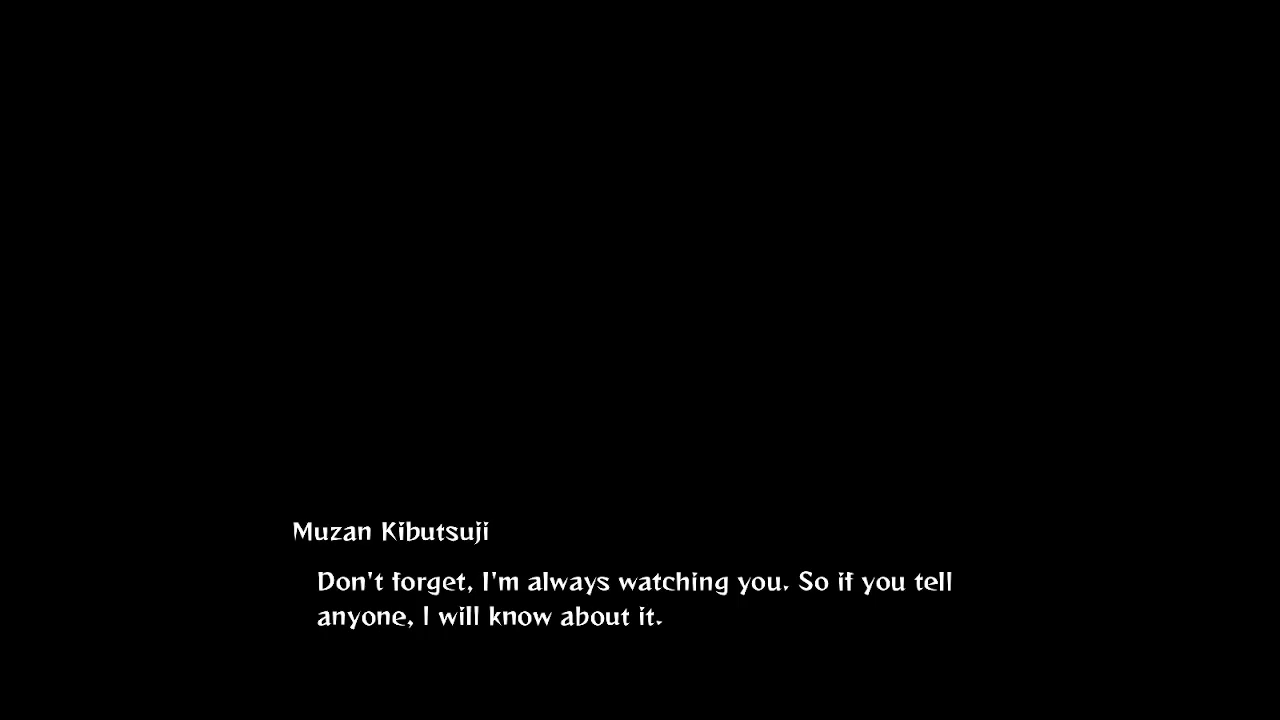 Muzan Kibutsuji
Don't forget, I'm always watching you. So if you tell
anyone, I will know about it.